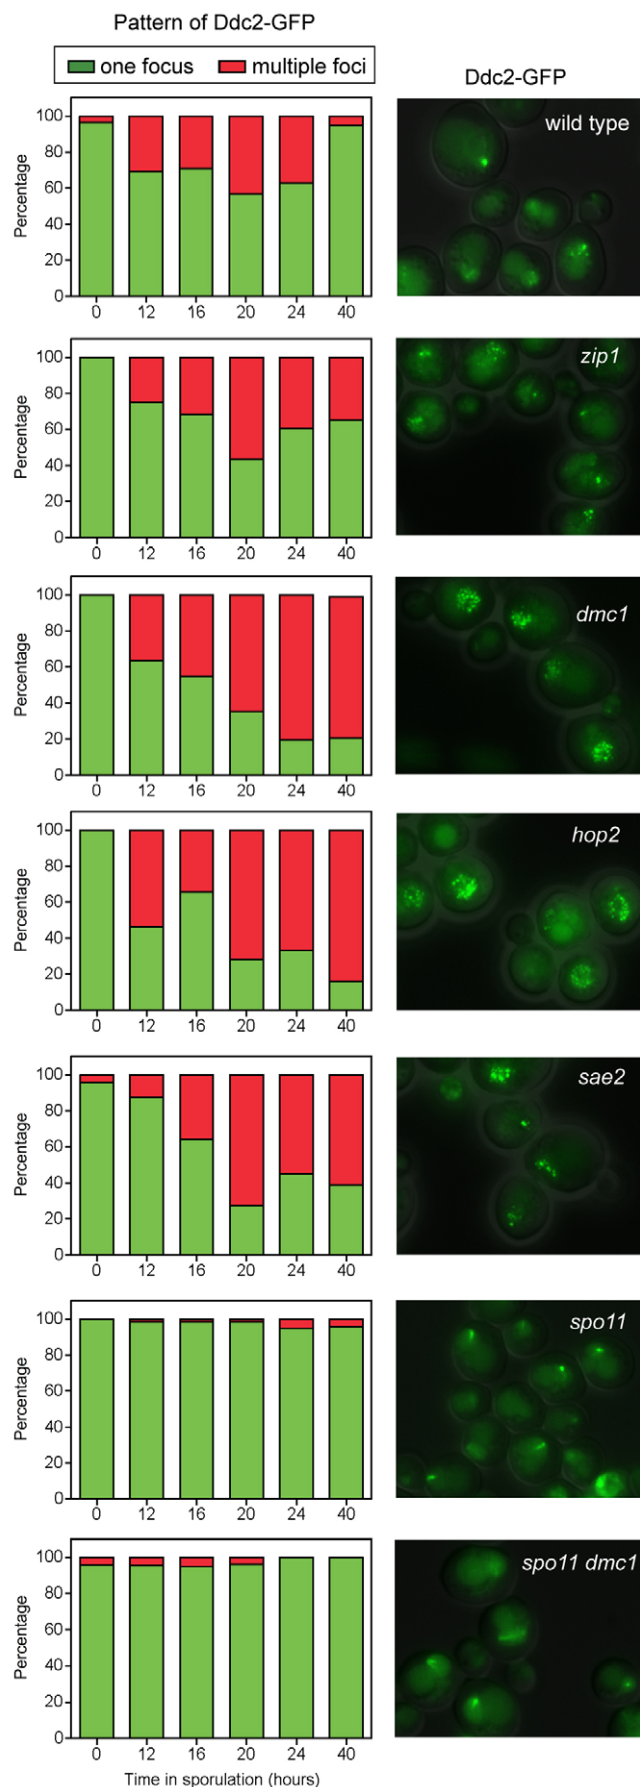 Pattern of Ddc2-GFP
one focus multiple foci
Ddc2-GFP
wild type
Percentage
100
80
60
40
20
0
0 12 16 20 24 40
zip1
Percentage
100
80
60
40
20
0
0 12 16 20 24 40
dmc1
Percentage
100
80
60
40
20
0
0 12 16 20 24 40
hop2
Percentage
100
80
60
40
20
0
0 12 16 20 24 40
sae2
Percentage
100
80
60
40
20
0
0 12 16 20 24 40
spo11
Percentage
100
80
60
40
20
0
0 12 16 20 24 40
spo11 dmc1
Percentage
100
80
60
40
20
0
0 12 16 20 24 40
Time in sporulation (hours)